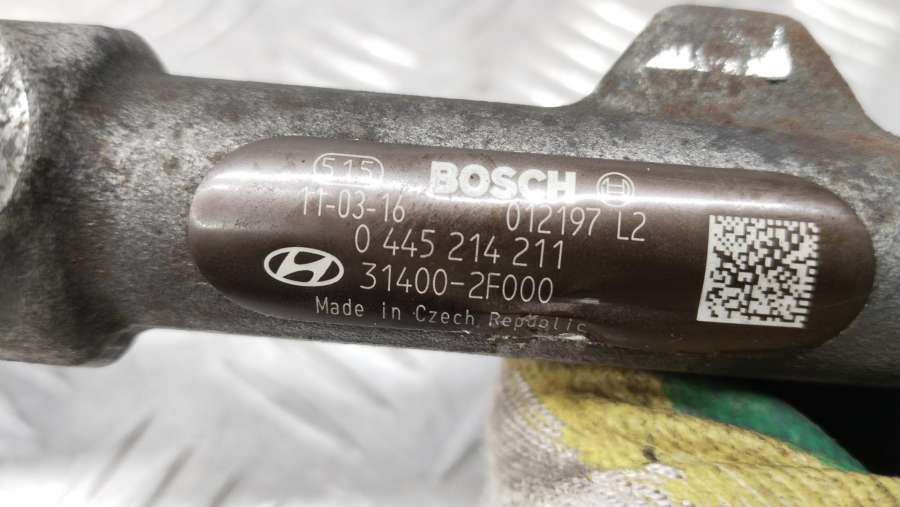 515 BOSCH
11-03-16 012197 L2
0 445 214 211
31400-2F000
Made in Czech Republic